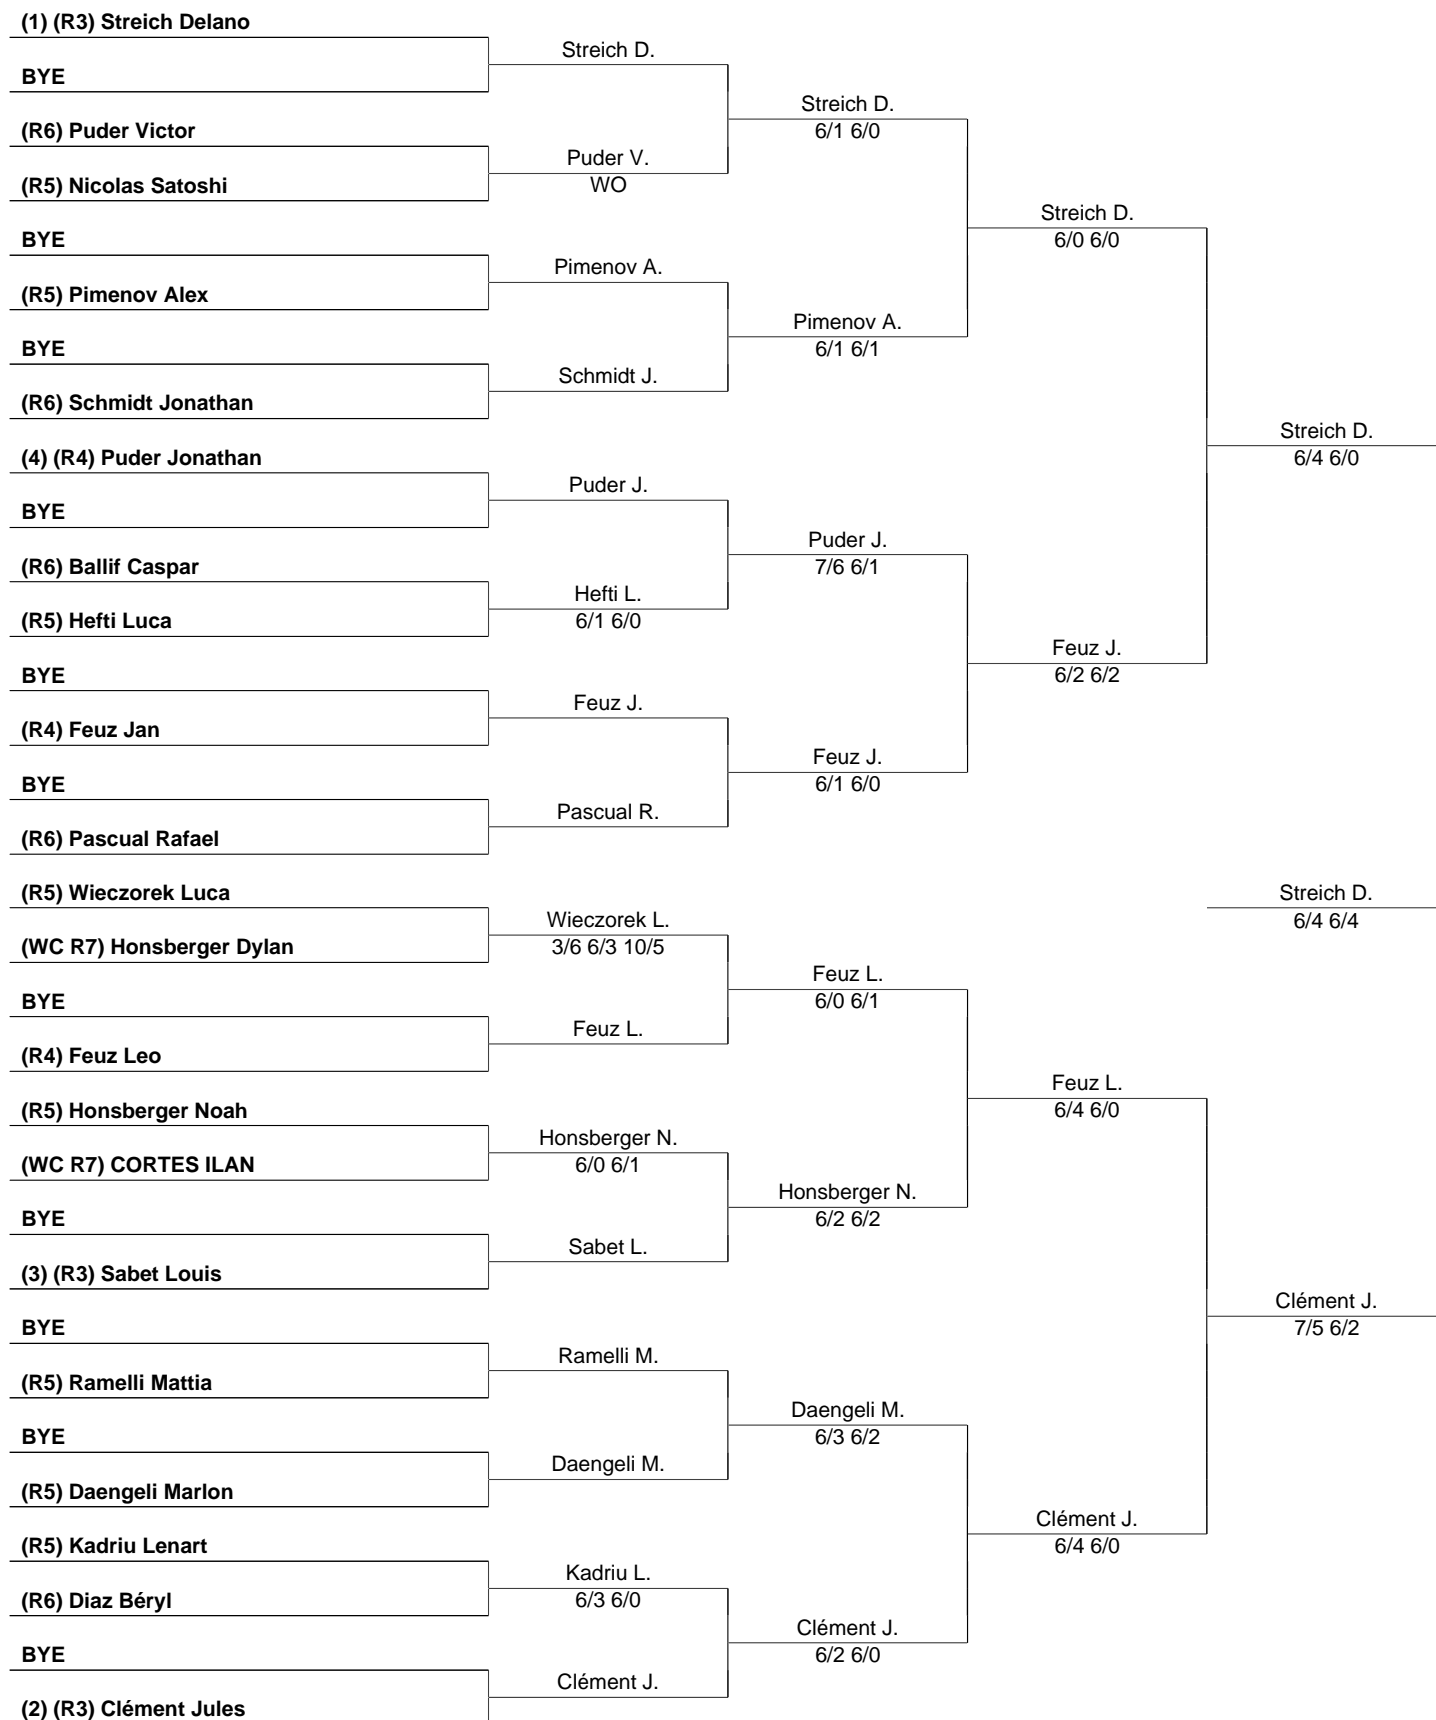 (1) (R3) Streich Delano
BYE
(R6) Puder Victor
(R5) Nicolas Satoshi
BYE
(R5) Pimenov Alex
BYE
(R6) Schmidt Jonathan
(4) (R4) Puder Jonathan
BYE
(R6) Ballif Caspar
(R5) Hefti Luca
BYE
(R4) Feuz Jan
BYE
(R6) Pascual Rafael
(R5) Wieczorek Luca
(WC R7) Honsberger Dylan
BYE
(R4) Feuz Leo
(R5) Honsberger Noah
(WC R7) CORTES ILAN
BYE
(3) (R3) Sabet Louis
BYE
(R5) Ramelli Mattia
BYE
(R5) Daengeli Marlon
(R5) Kadriu Lenart
(R6) Diaz Béryl
BYE
(2) (R3) Clément Jules
Streich D.
Puder V.
WO
Pimenov A.
Schmidt J.
Puder J.
Hefti L.
6/1 6/0
Feuz J.
Pascual R.
Wieczorek L.
3/6 6/3 10/5
Feuz L.
Honsberger N.
6/0 6/1
Sabet L.
Ramelli M.
Daengeli M.
Kadriu L.
6/3 6/0
Clément J.
Streich D.
6/1 6/0
Pimenov A.
6/1 6/1
Puder J.
7/6 6/1
Feuz J.
6/1 6/0
Feuz L.
6/0 6/1
Honsberger N.
6/2 6/2
Daengeli M.
6/3 6/2
Clément J.
6/2 6/0
Streich D.
6/0 6/0
Feuz J.
6/2 6/2
Feuz L.
6/4 6/0
Clément J.
6/4 6/0
Streich D.
6/4 6/0
Streich D.
6/4 6/4
Clément J.
7/5 6/2